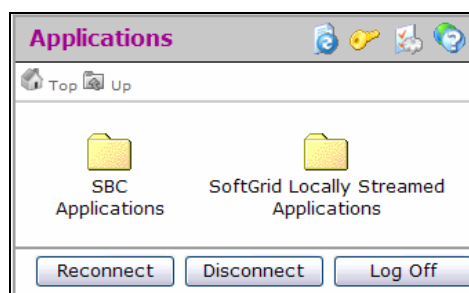 Applications
Top Up
SBC
Applications
SoftGrid Locally Streamed
Applications
Reconnect Disconnect Log Off